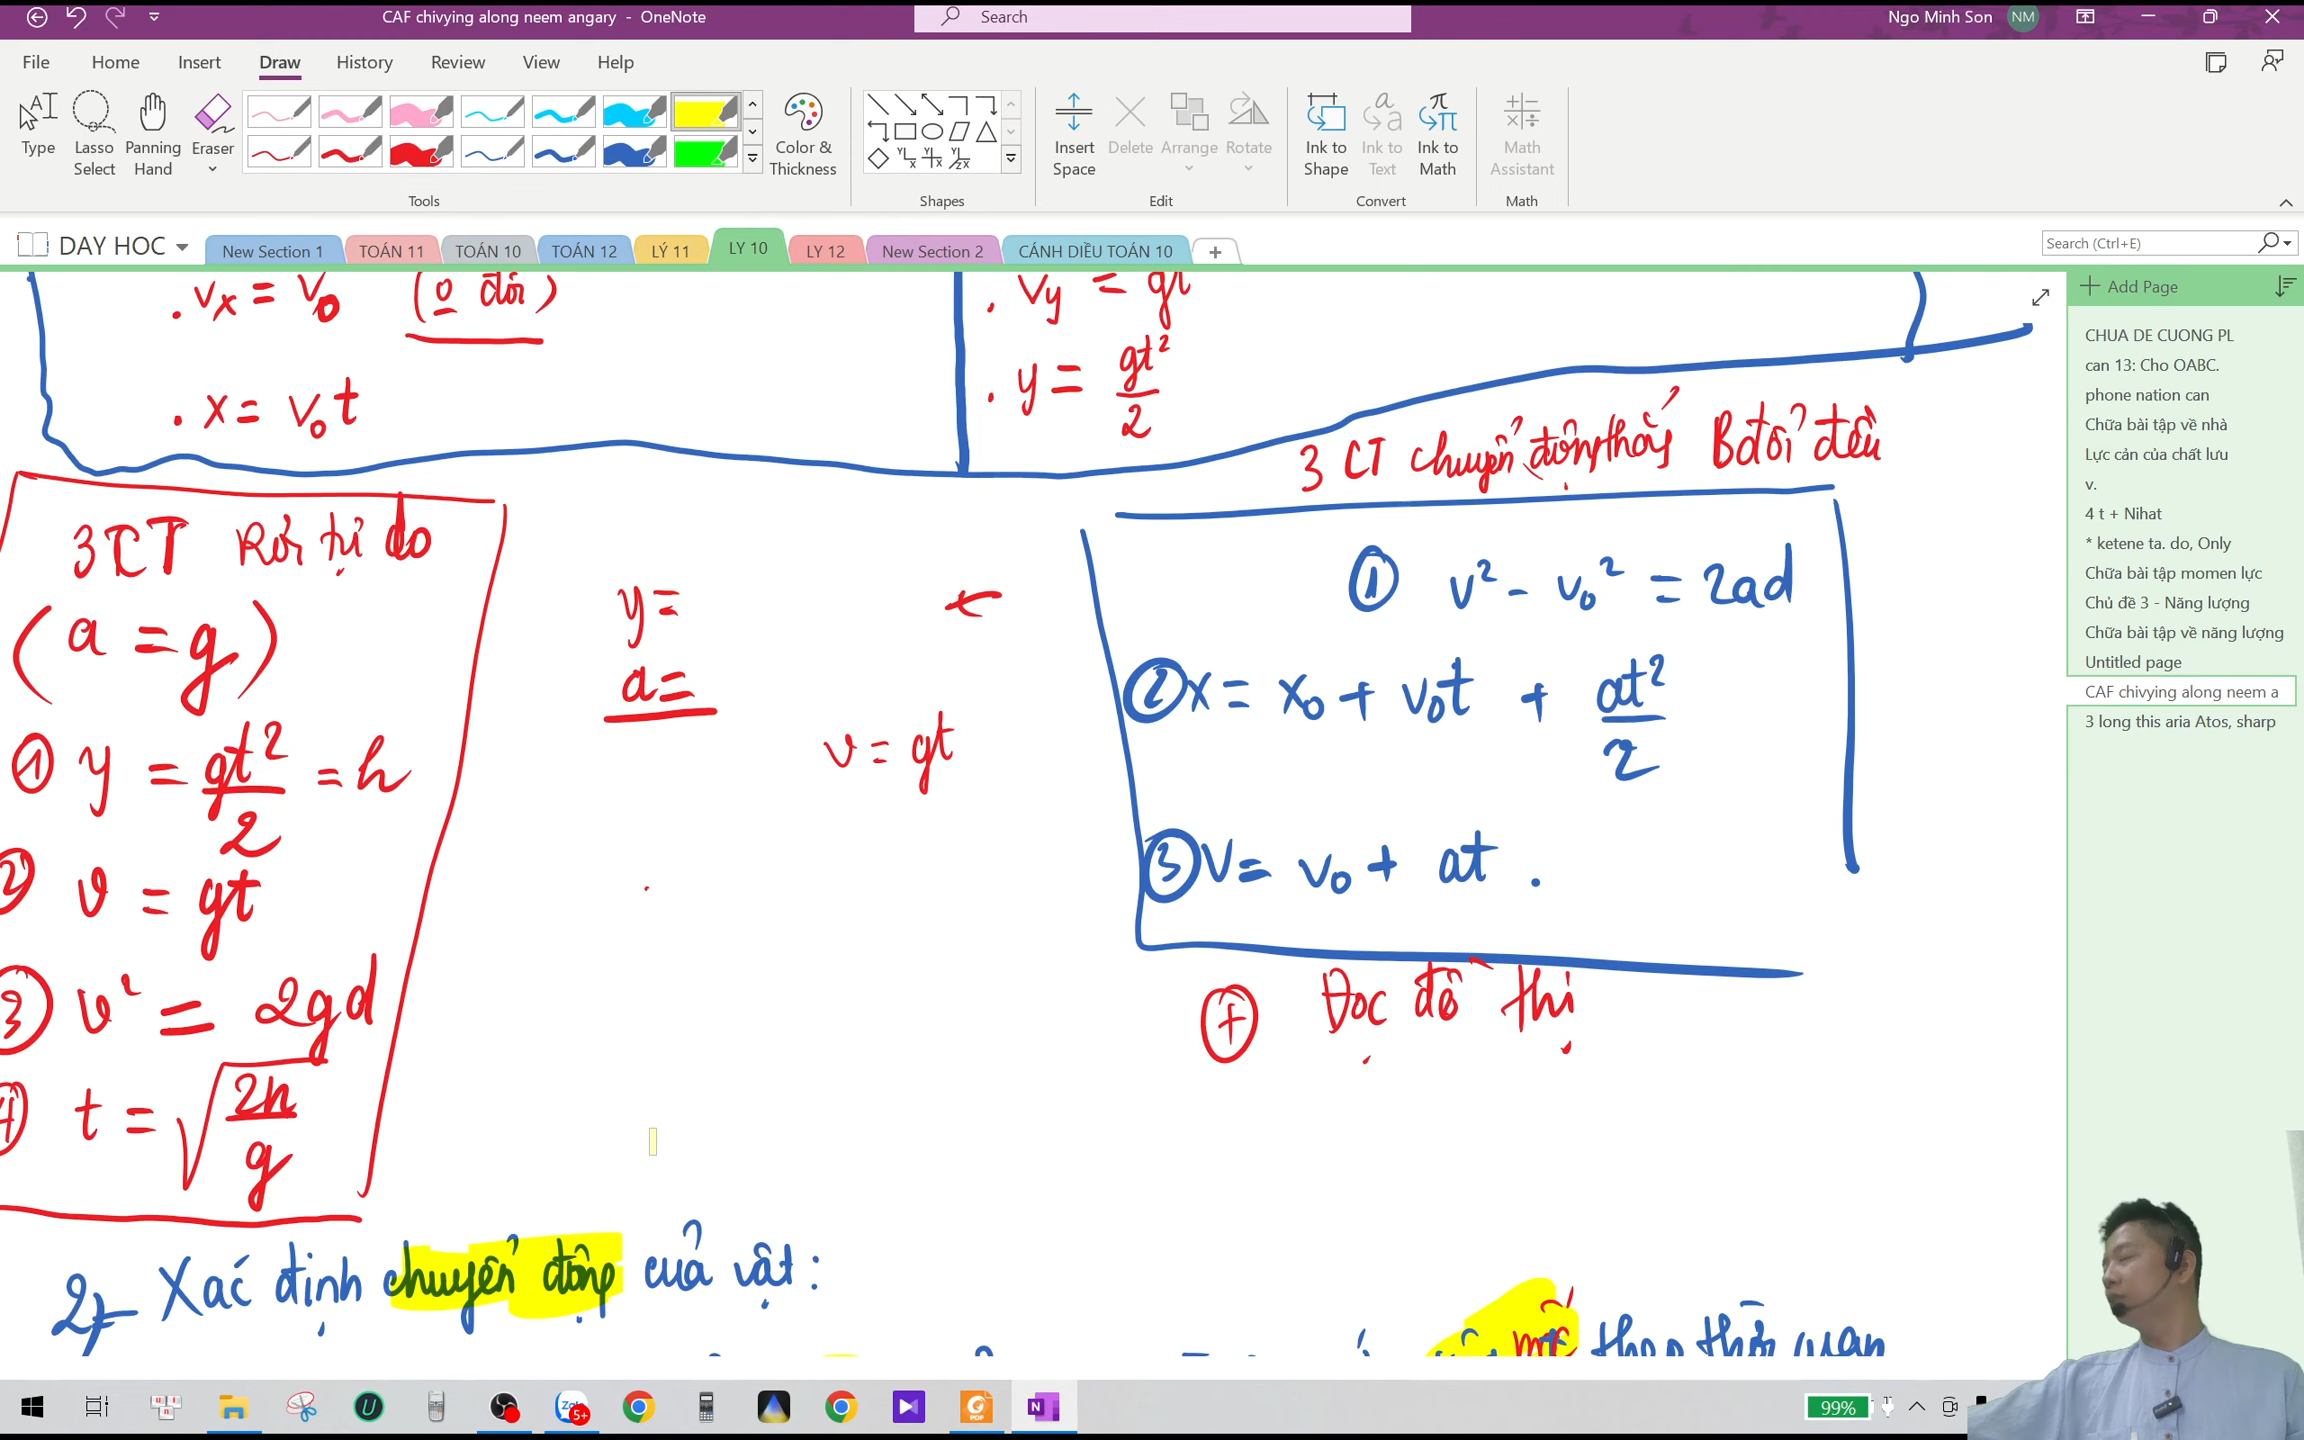 CAF chivying along neem angary - OneNote
Search
Ngo Minh Son
NM
File Home Insert Draw History Review View Help
Type
Lasso Select
Panning Hand
Eraser
Color & Thickness
Insert Space
Delete
Arrange
Rotate
Ink to Shape
Ink to Text
Ink to Math
Math Assistant
Tools
Shapes
Edit
Convert
Math
DAY HOC
New Section 1
TOÁN 11
TOÁN 10
TOÁN 12
LÝ 11
LY 10
LY 12
New Section 2
CÁNH DIỀU TOÁN 10
Search (Ctrl+E)
Add Page
CHUA DE CUONG PL
can 13: Cho OABC.
phone nation can
Chữa bài tập về nhà
Lực cản của chất lưu
v.
4 t + Nihat
* ketene ta. do, Only
Chữa bài tập momen lực
Chủ đề 3 - Năng lượng
Chữa bài tập về năng lượng
Untitled page
CAF chivying along neem a
3 long this aria Atos, sharp
. vx = v0 (o đổi)
. x = v0t
. vy = gt
. y = gt²/2
3 CT chuyển động thẳng Bđổi đều
① v² - v0² = 2ad
② x = x0 + v0t + at²/2
③ v = v0 + at .
⊕ Đọc đồ thị
3CT Rơi tự do
(a = g)
① y = gt²/2 = h
② v = gt
③ v² = 2gd
④ t = √(2h/g)
y = ←
a =
v = gt
2, Xác định chuyển động của vật:
99%
Zalo
5+
PDF